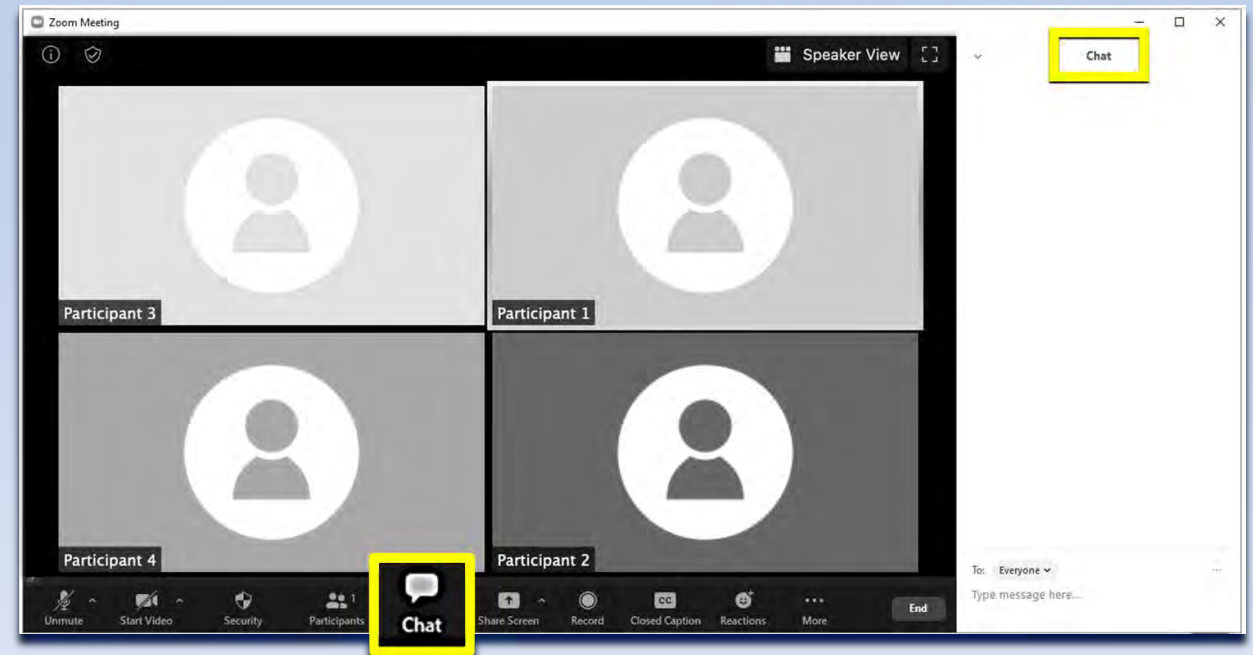 Zoom Meeting
Speaker View
Chat
Participant 3
Participant 1
Participant 4
Participant 2
To: Everyone
Type message here...
1
CC
Unmute
Start Video
Security
Participants
Chat
Share Screen
Record
Closed Caption
Reactions
More
End